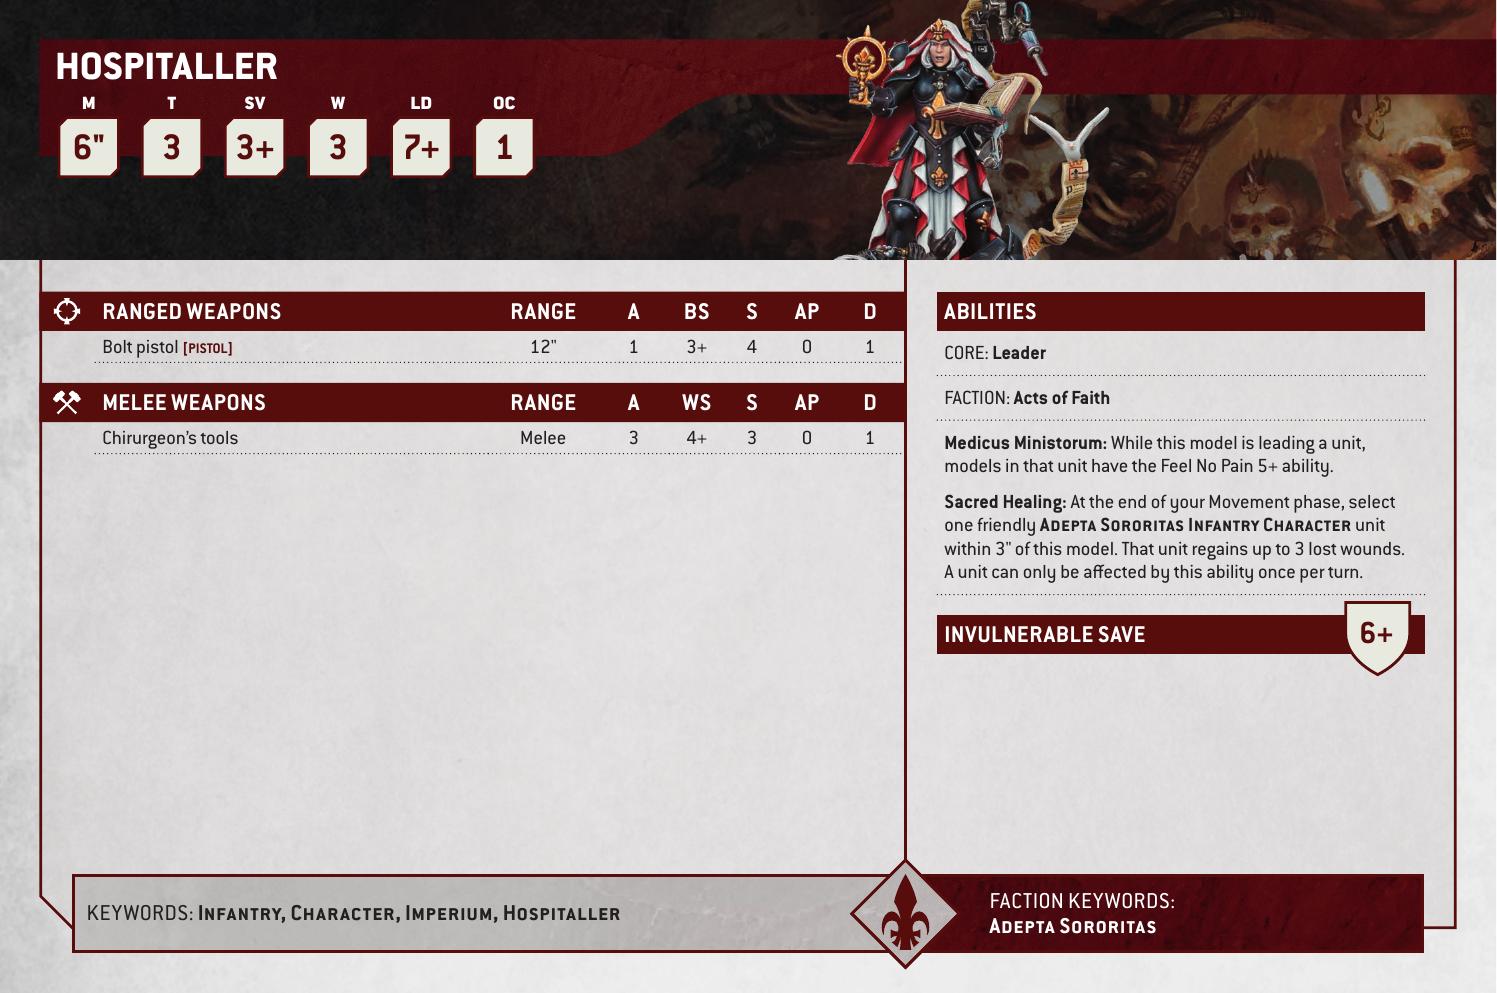 HOSPITALLER
M T SV W LD OC
6" 3 3+ 3 7+ 1
RANGED WEAPONS RANGE A BS S AP D
Bolt pistol [PISTOL] 12" 1 3+ 4 0 1
MELEE WEAPONS RANGE A WS S AP D
Chirurgeon's tools Melee 3 4+ 3 0 1
ABILITIES
CORE: Leader
FACTION: Acts of Faith
Medicus Ministorum: While this model is leading a unit,
models in that unit have the Feel No Pain 5+ ability.
Sacred Healing: At the end of your Movement phase, select
one friendly ADEPTA SORORITAS INFANTRY CHARACTER unit
within 3" of this model. That unit regains up to 3 lost wounds.
A unit can only be affected by this ability once per turn.
INVULNERABLE SAVE 6+
KEYWORDS: INFANTRY, CHARACTER, IMPERIUM, HOSPITALLER
FACTION KEYWORDS:
ADEPTA SORORITAS